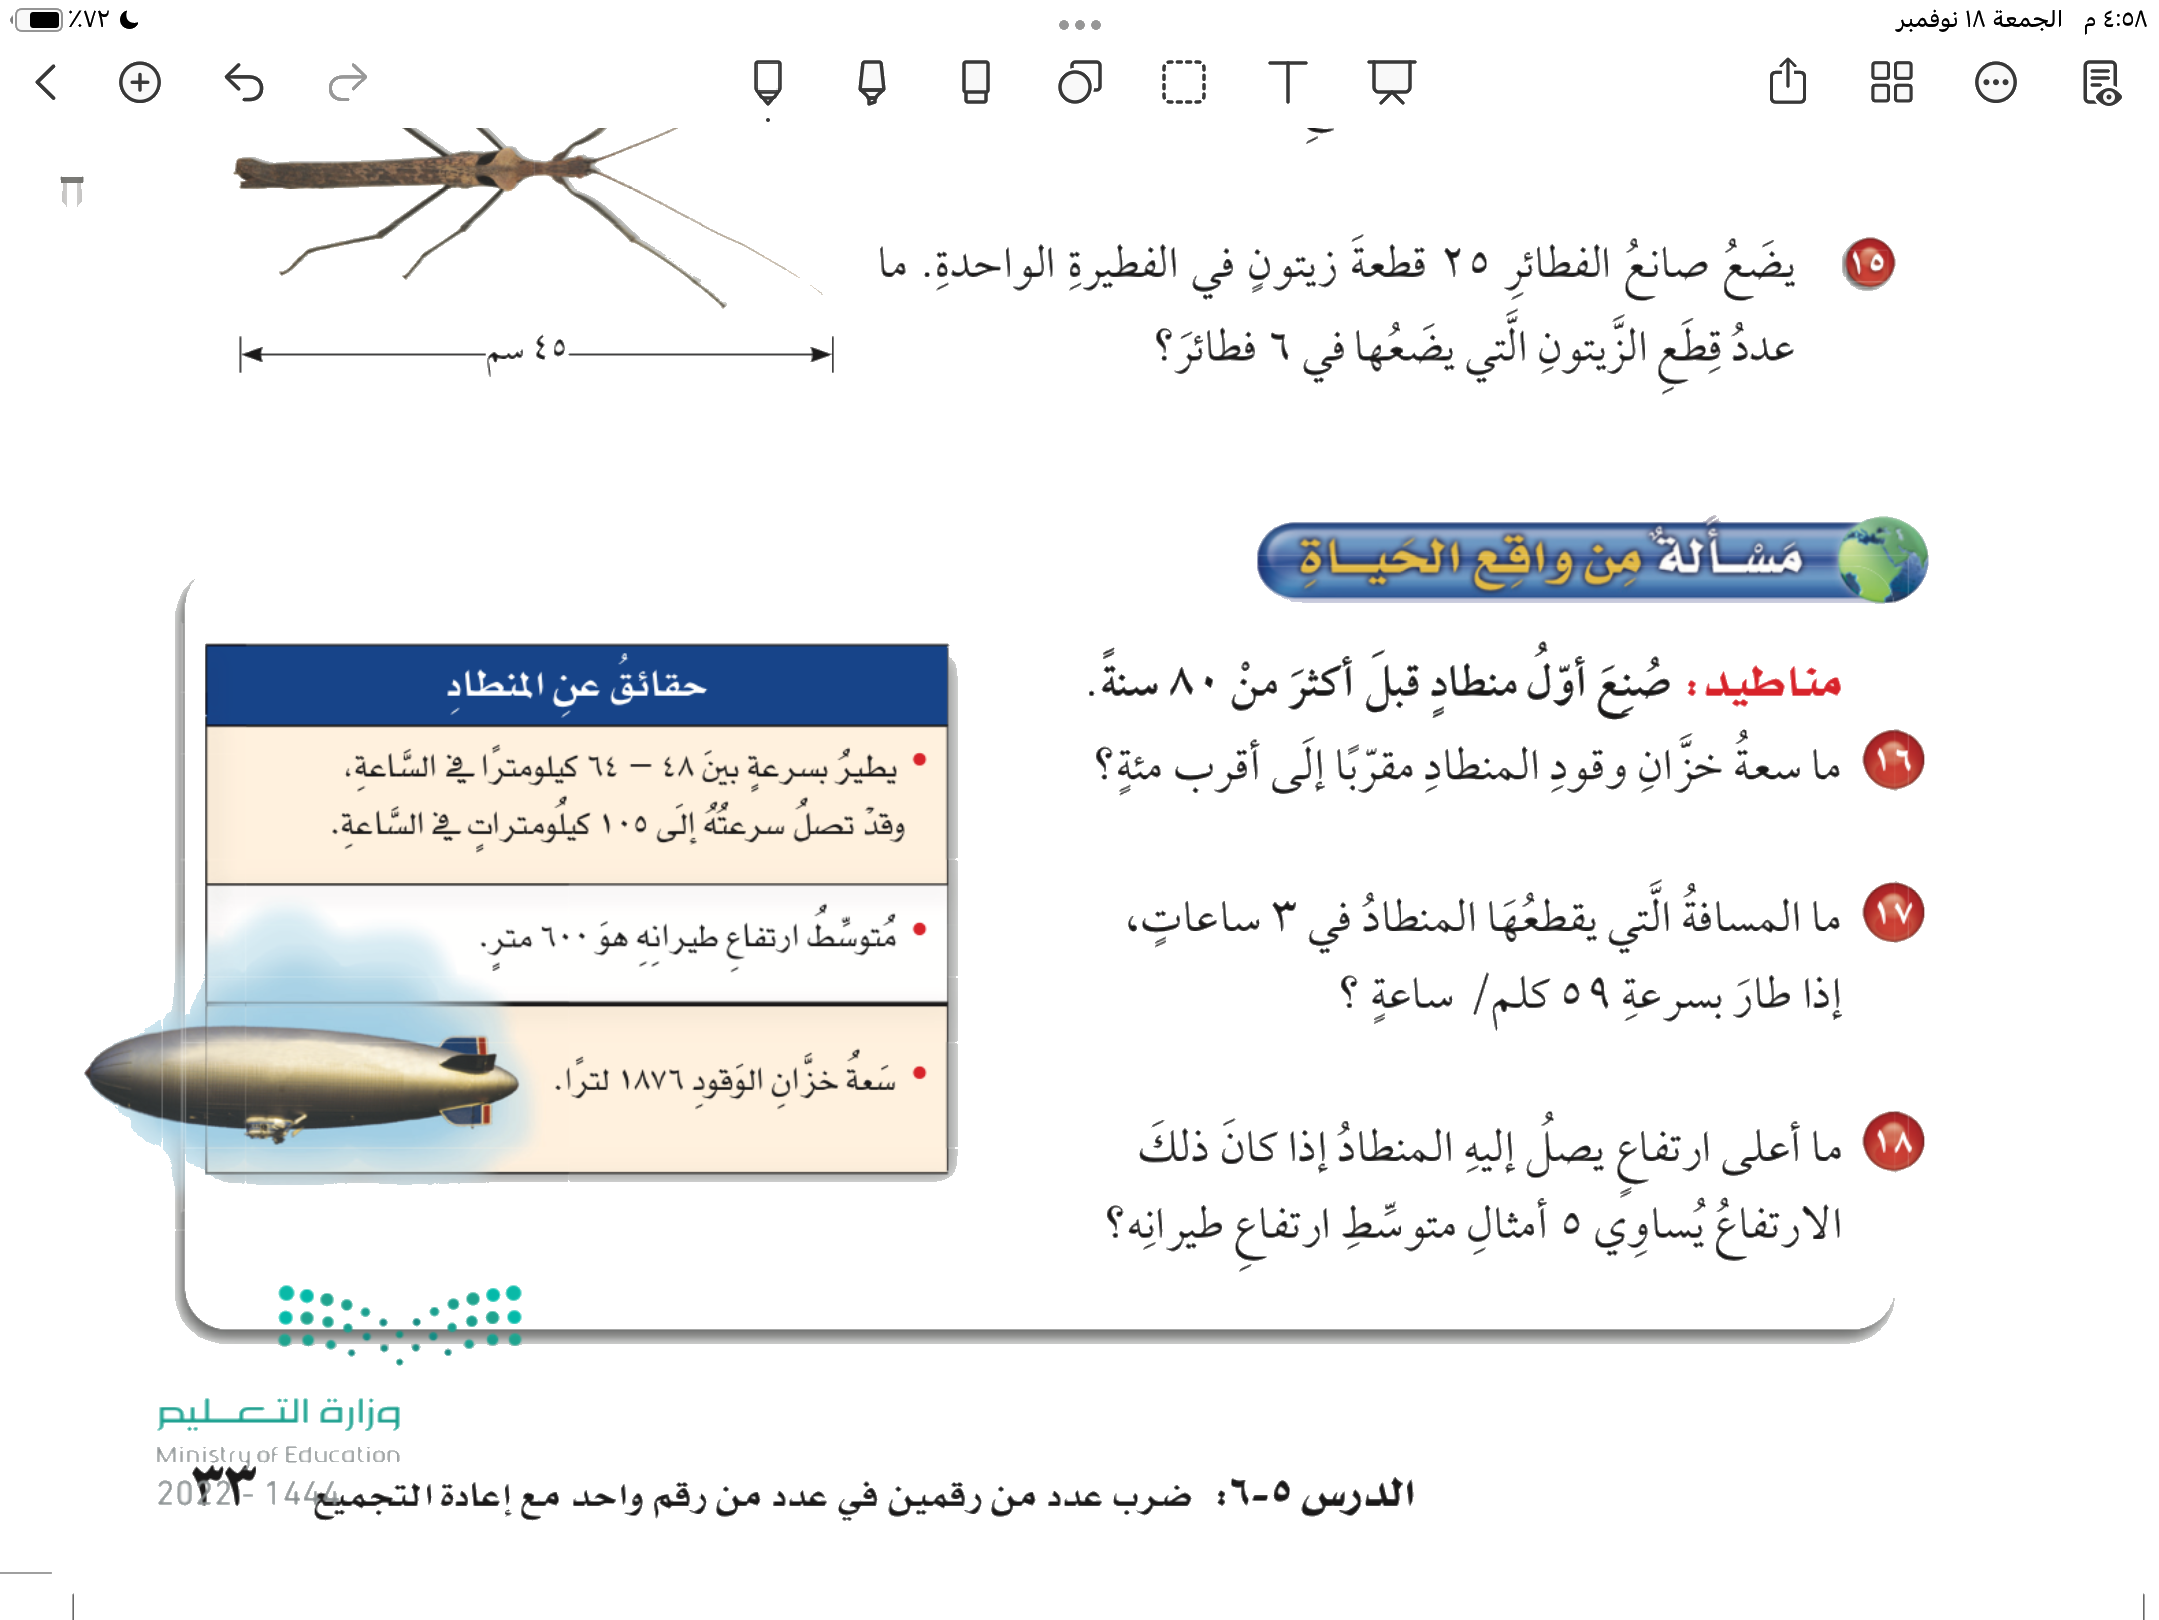 ٤:٥٨ م الجمعة ١٨ نوفمبر
٪٧٢
١٥ يضَعُ صانعُ الفطائرِ ٢٥ قطعةَ زيتونٍ في الفطيرةِ الواحدةِ. ما
عددُ قِطَعِ الزَّيتونِ الَّتي يضَعُها في ٦ فطائرَ؟
٤٥ سم
مَسْأَلةٌ مِن واقِع الحَياةِ
مناطيد: صُنِعَ أوّلُ منطادٍ قبلَ أكثرَ منْ ٨٠ سنةً.
١٦ ما سعةُ خزَّانِ وقودِ المنطادِ مقرّبًا إلَى أقرب مئةٍ؟
١٧ ما المسافةُ الَّتي يقطعُهَا المنطادُ في ٣ ساعاتٍ،
إذا طارَ بسرعةِ ٥٩ كلم/ ساعةٍ ؟
١٨ ما أعلى ارتفاعٍ يصلُ إليهِ المنطادُ إذا كانَ ذلكَ
الارتفاعُ يُساوِي ٥ أمثالِ متوسِّطِ ارتفاعِ طيرانِه؟
حقائقُ عنِ المنطادِ
• يطيرُ بسرعةٍ بينَ ٤٨ – ٦٤ كيلومترًا في السَّاعةِ،
وقدْ تصلُ سرعتُهُ إلَى ١٠٥ كيلُومتراتٍ في السَّاعةِ.
• مُتوسِّطُ ارتفاعِ طيرانِهِ هوَ ٦٠٠ مترٍ.
• سَعةُ خزَّانِ الوَقودِ ١٨٧٦ لترًا.
وزارة التعليم
Ministry of Education
2022 - 1444
الدرس ٥-٦: ضرب عدد من رقمين في عدد من رقم واحد مع إعادة التجميع ٣٣